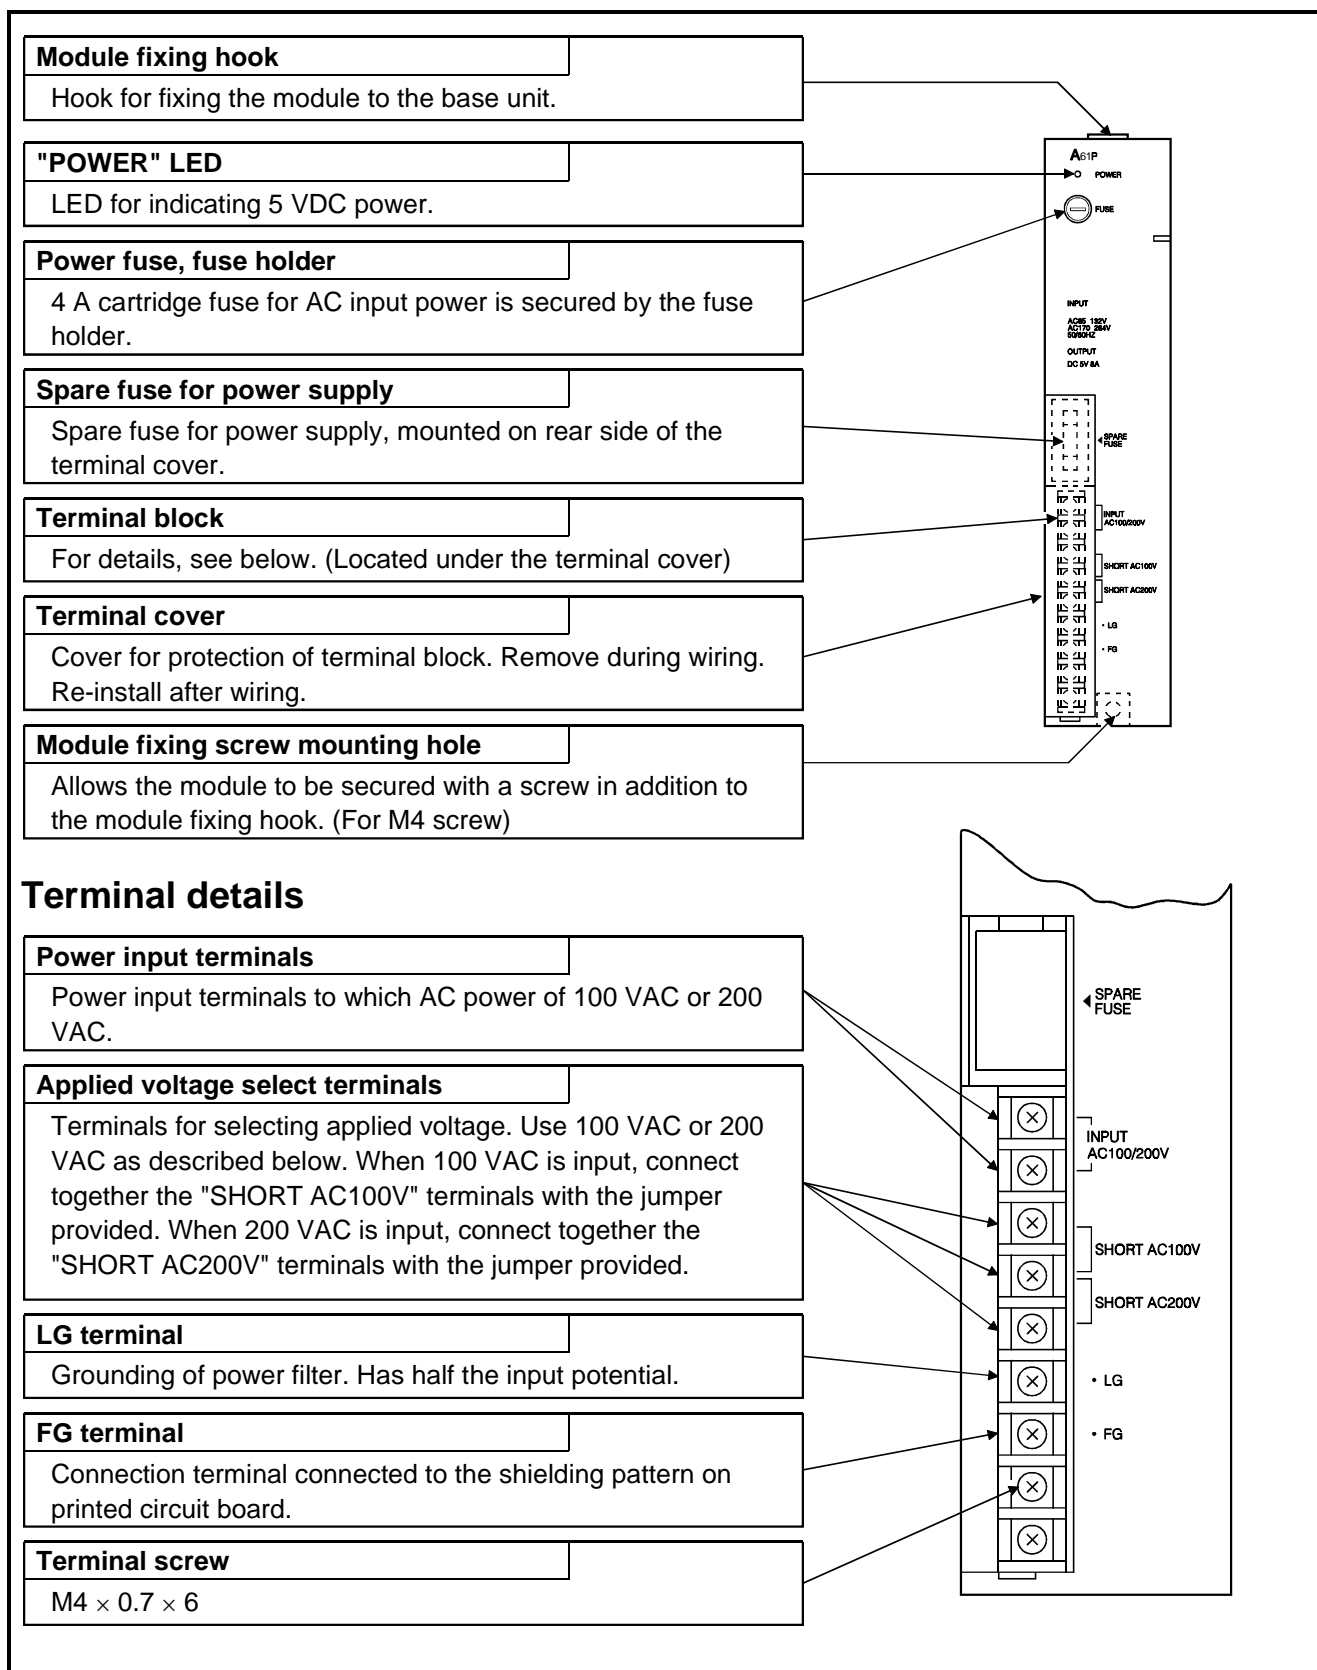 Module fixing hook
Hook for fixing the module to the base unit.
"POWER" LED
LED for indicating 5 VDC power.
Power fuse, fuse holder
4 A cartridge fuse for AC input power is secured by the fuse
holder.
Spare fuse for power supply
Spare fuse for power supply, mounted on rear side of the
terminal cover.
Terminal block
For details, see below. (Located under the terminal cover)
Terminal cover
Cover for protection of terminal block. Remove during wiring.
Re-install after wiring.
Module fixing screw mounting hole
Allows the module to be secured with a screw in addition to
the module fixing hook. (For M4 screw)
A61P
POWER
FUSE
INPUT
AC85 132V
AC170 264V
50/60HZ
OUTPUT
DC 5V 8A
SPARE
FUSE
INPUT
AC100/200V
SHORT AC100V
SHORT AC200V
• LG
• FG
Terminal details
Power input terminals
Power input terminals to which AC power of 100 VAC or 200
VAC.
Applied voltage select terminals
Terminals for selecting applied voltage. Use 100 VAC or 200
VAC as described below. When 100 VAC is input, connect
together the "SHORT AC100V" terminals with the jumper
provided. When 200 VAC is input, connect together the
"SHORT AC200V" terminals with the jumper provided.
LG terminal
Grounding of power filter. Has half the input potential.
FG terminal
Connection terminal connected to the shielding pattern on
printed circuit board.
Terminal screw
M4 × 0.7 × 6
SPARE
FUSE
INPUT
AC100/200V
SHORT AC100V
SHORT AC200V
• LG
• FG